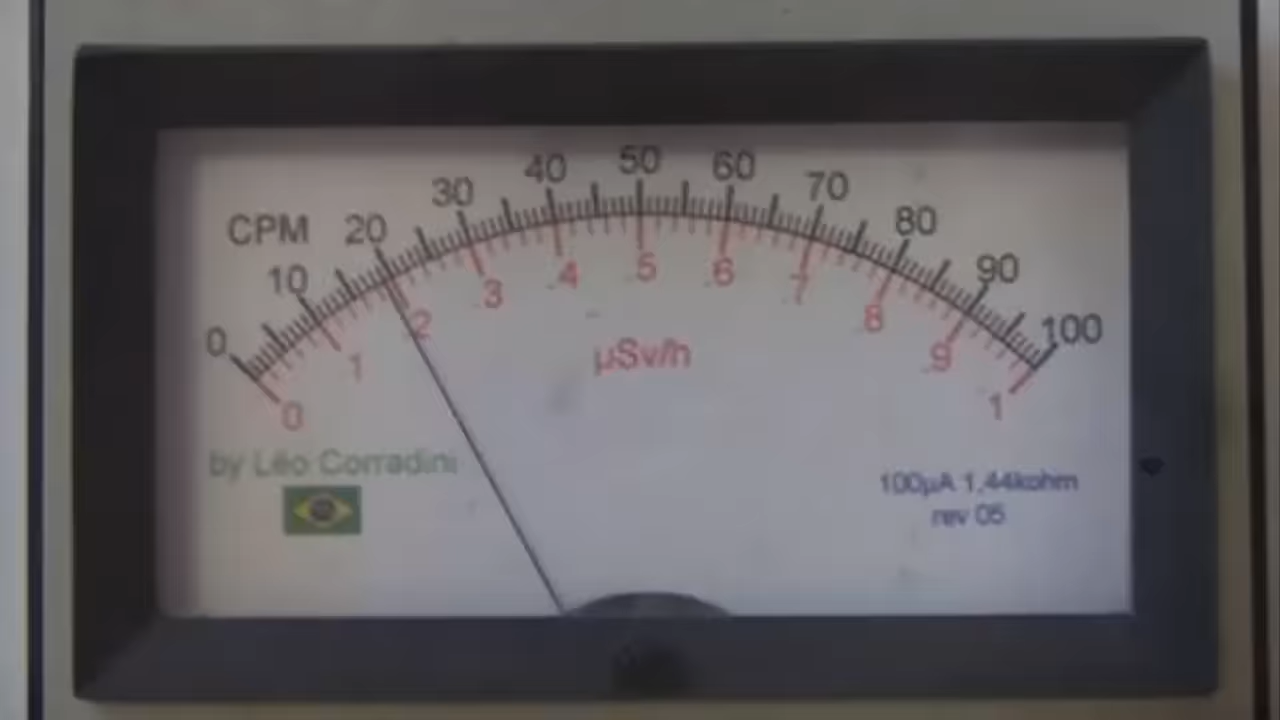 CPM
0 10 20 30 40 50 60 70 80 90 100
0 .1 .2 .3 .4 .5 .6 .7 .8 .9 1
µSv/h
by Léo Corradini
100µA 1,44kohm
rev 05